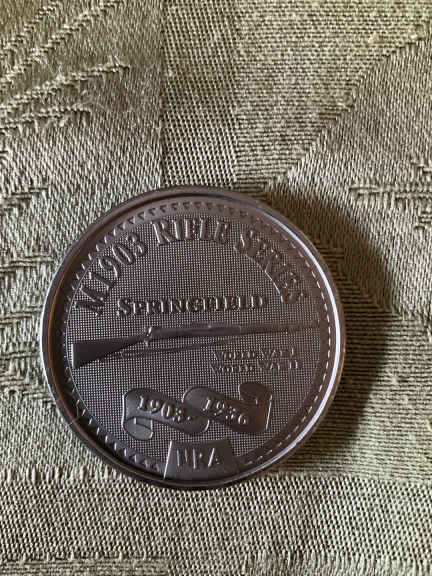 M1903 RIFLE SERIES
SPRINGFIELD
WORLD WAR I
WORLD WAR II
1903-1936
NRA